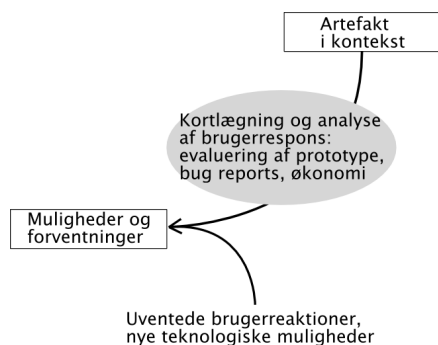 Artefakt
i kontekst
Kortlægning og analyse
af brugerrespons:
evaluering af prototype,
bug reports, økonomi
Muligheder og
forventninger
Uventede brugerreaktioner,
nye teknologiske muligheder